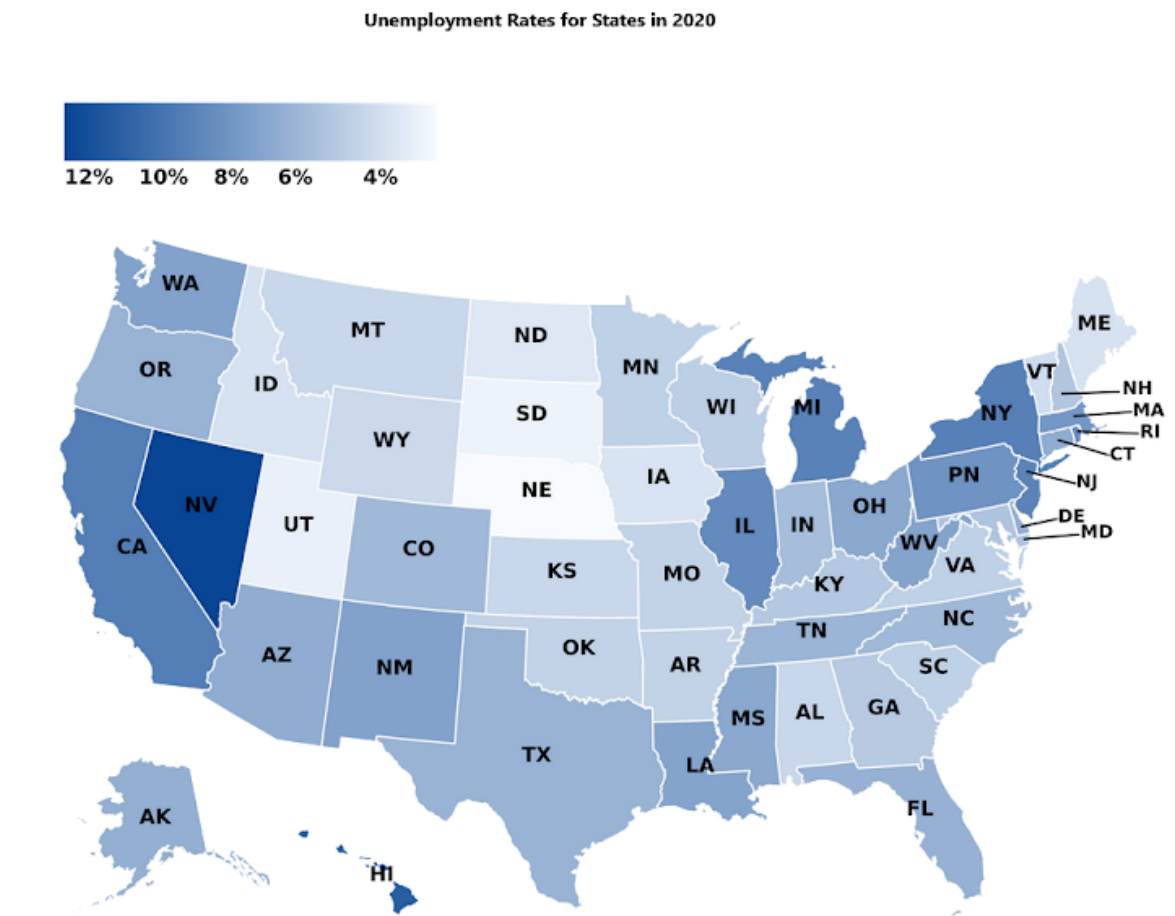 Unemployment Rates for States in 2020
12% 10% 8% 6% 4%
WA
ME
MT
ND
OR
MN
VT
ID
NH
SD
WI
MI
NY
MA
WY
RI
CT
IA
PN
NJ
NE
NV
OH
UT
IL
IN
DE
MD
CA
CO
WV
VA
KS
MO
KY
NC
TN
OK
AZ
NM
AR
SC
GA
AL
MS
TX
LA
FL
AK
HI